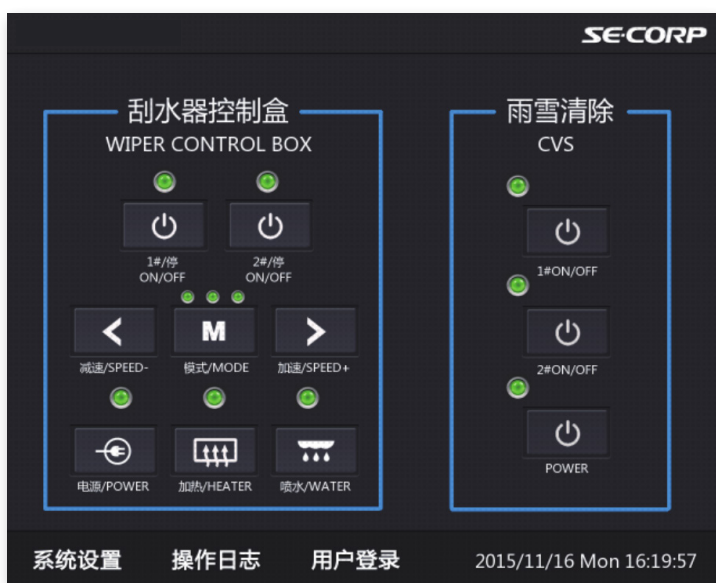 SE·CORP
刮水器控制盒
WIPER CONTROL BOX
1#/停
ON/OFF
2#/停
ON/OFF
M
减速/SPEED-
模式/MODE
加速/SPEED+
电源/POWER
加热/HEATER
喷水/WATER
雨雪清除
CVS
1#ON/OFF
2#ON/OFF
POWER
系统设置 操作日志 用户登录 2015/11/16 Mon 16:19:57